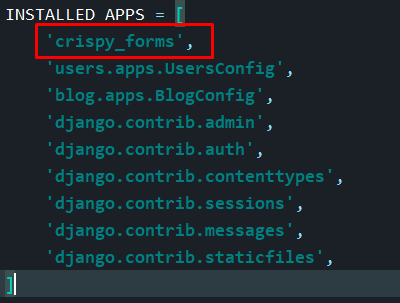 INSTALLED_APPS = [
'crispy_forms',
'users.apps.UsersConfig',
'blog.apps.BlogConfig',
'django.contrib.admin',
'django.contrib.auth',
'django.contrib.contenttypes',
'django.contrib.sessions',
'django.contrib.messages',
'django.contrib.staticfiles',
]